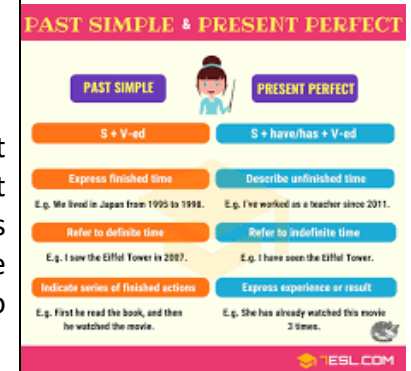 PAST SIMPLE & PRESENT PERFECT
PAST SIMPLE
PRESENT PERFECT
S + V-ed
S + have/has + V-ed
Express finished time
Describe unfinished time
E.g. We lived in Japan from 1995 to 1998.
E.g. I've worked as a teacher since 2011.
Refer to definite time
Refer to indefinite time
E.g. I saw the Eiffel Tower in 2007.
E.g. I have seen the Eiffel Tower.
Indicate series of finished actions
Express experience or result
E.g. First he read the book, and then
he watched the movie.
E.g. She has already watched this movie
3 times.
7ESL.COM